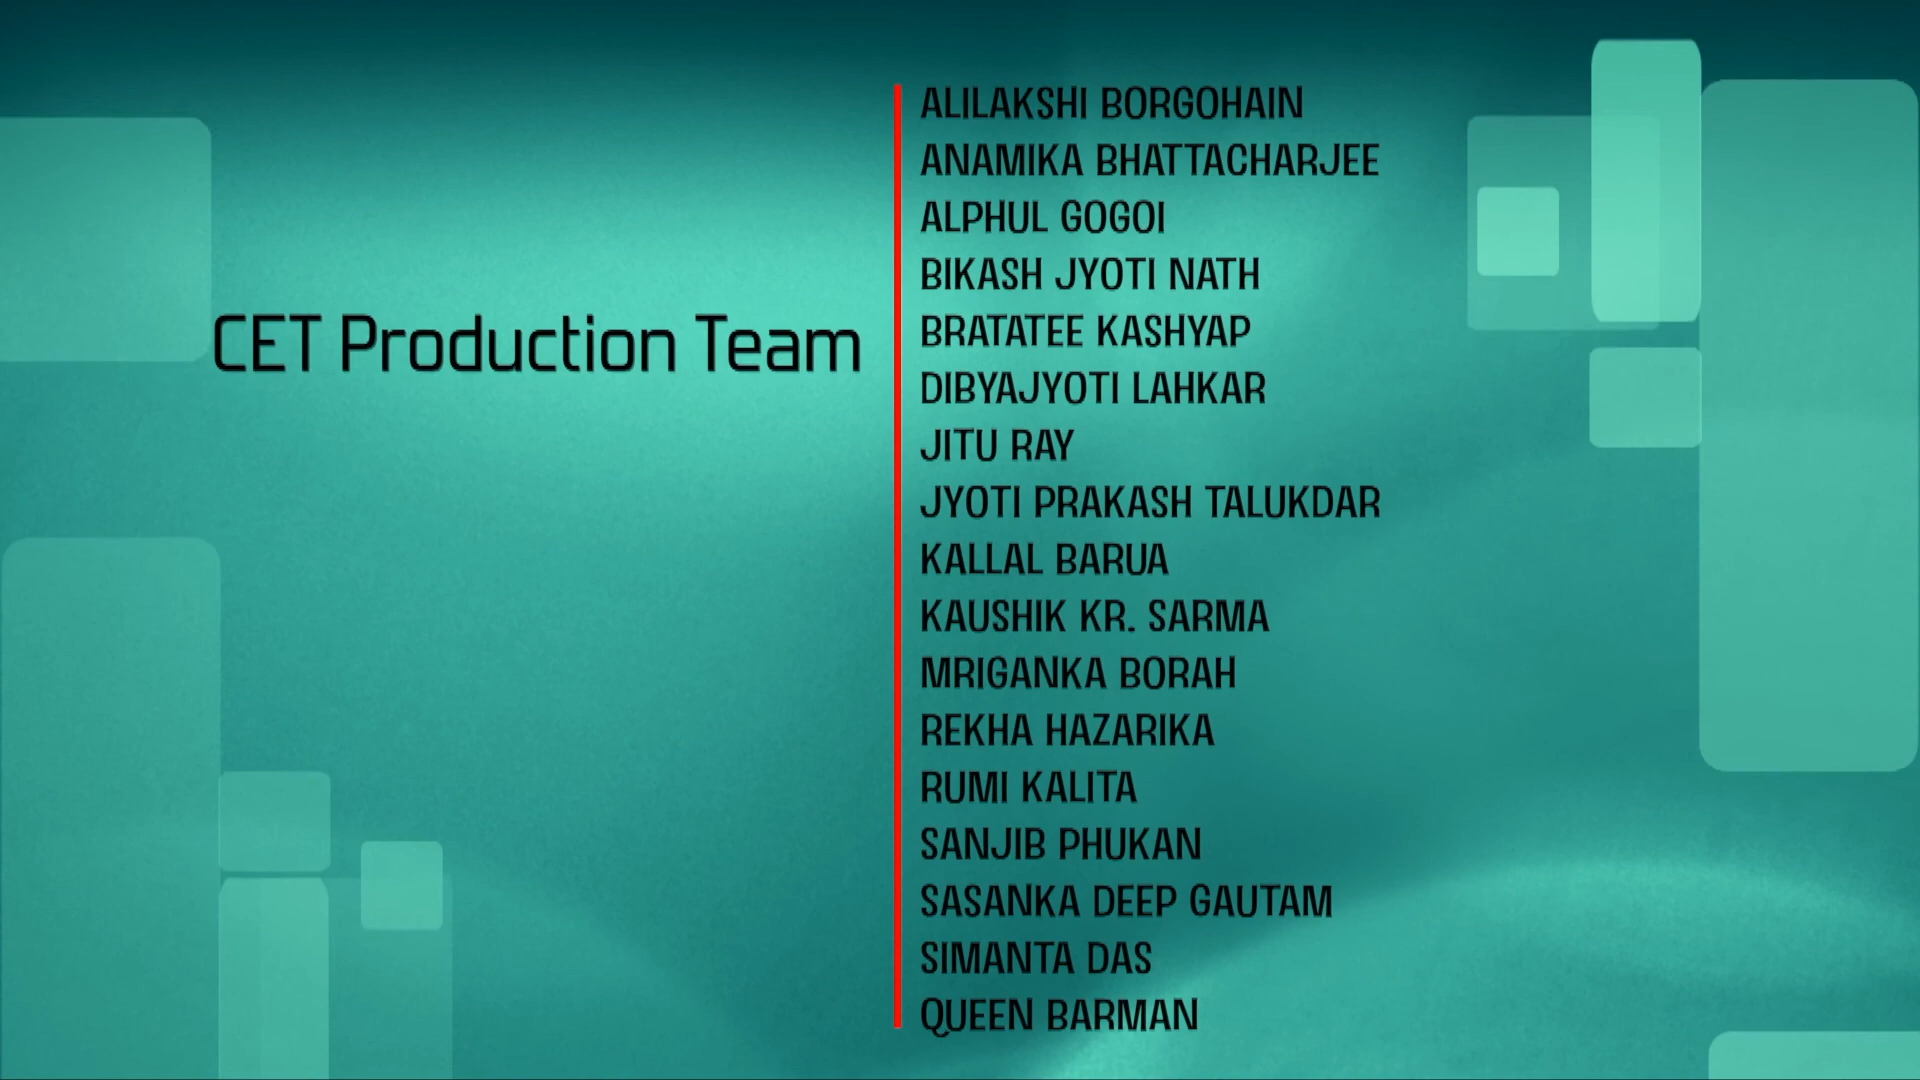 CET Production Team
ALILAKSHI BORGOHAIN
ANAMIKA BHATTACHARJEE
ALPHUL GOGOI
BIKASH JYOTI NATH
BRATATEE KASHYAP
DIBYAJYOTI LAHKAR
JITU RAY
JYOTI PRAKASH TALUKDAR
KALLAL BARUA
KAUSHIK KR. SARMA
MRIGANKA BORAH
REKHA HAZARIKA
RUMI KALITA
SANJIB PHUKAN
SASANKA DEEP GAUTAM
SIMANTA DAS
QUEEN BARMAN